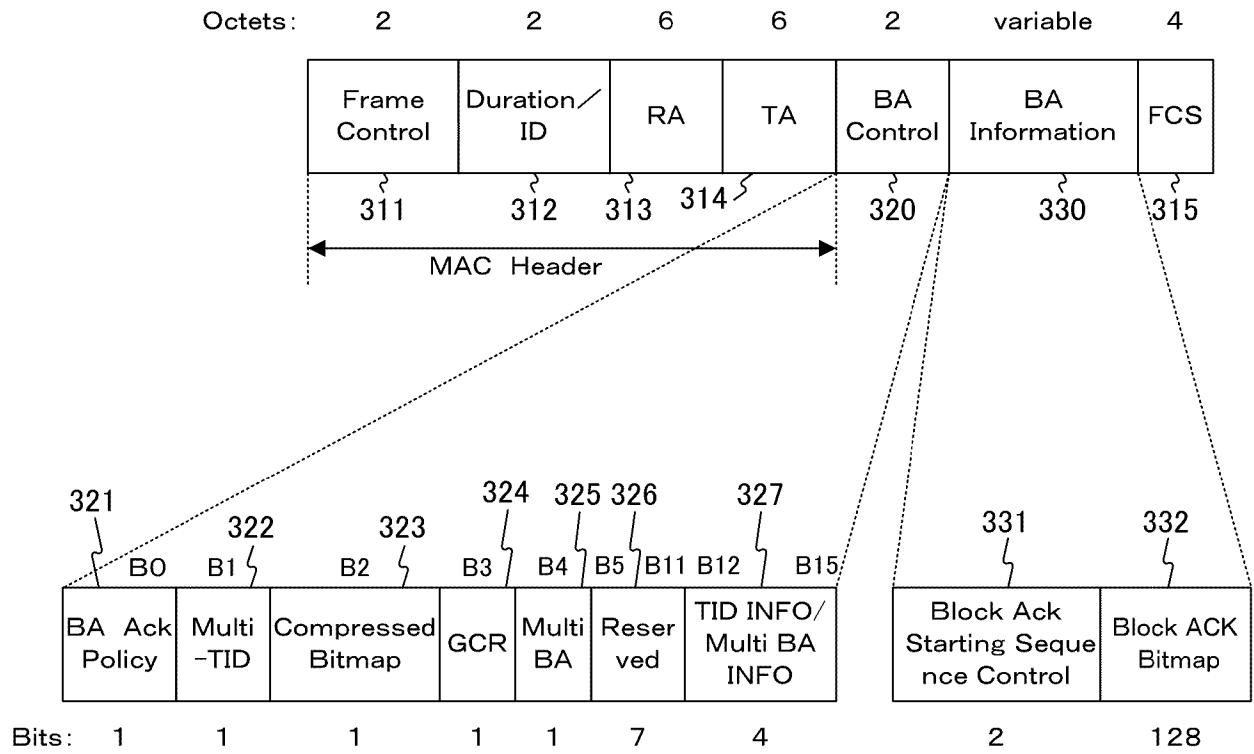 Octets: 2 2 6 6 2 variable 4
Frame Control
Duration/ ID
RA
TA
BA Control
BA Information
FCS
311 312 313 314 320 330 315
MAC Header
321 322 323 324 325 326 327 331 332
B0 B1 B2 B3 B4 B5 B11 B12 B15
BA Ack Policy
Multi -TID
Compressed Bitmap
GCR
Multi BA
Reser ved
TID INFO/ Multi BA INFO
Block Ack Starting Seque nce Control
Block ACK Bitmap
Bits: 1 1 1 1 1 7 4 2 128